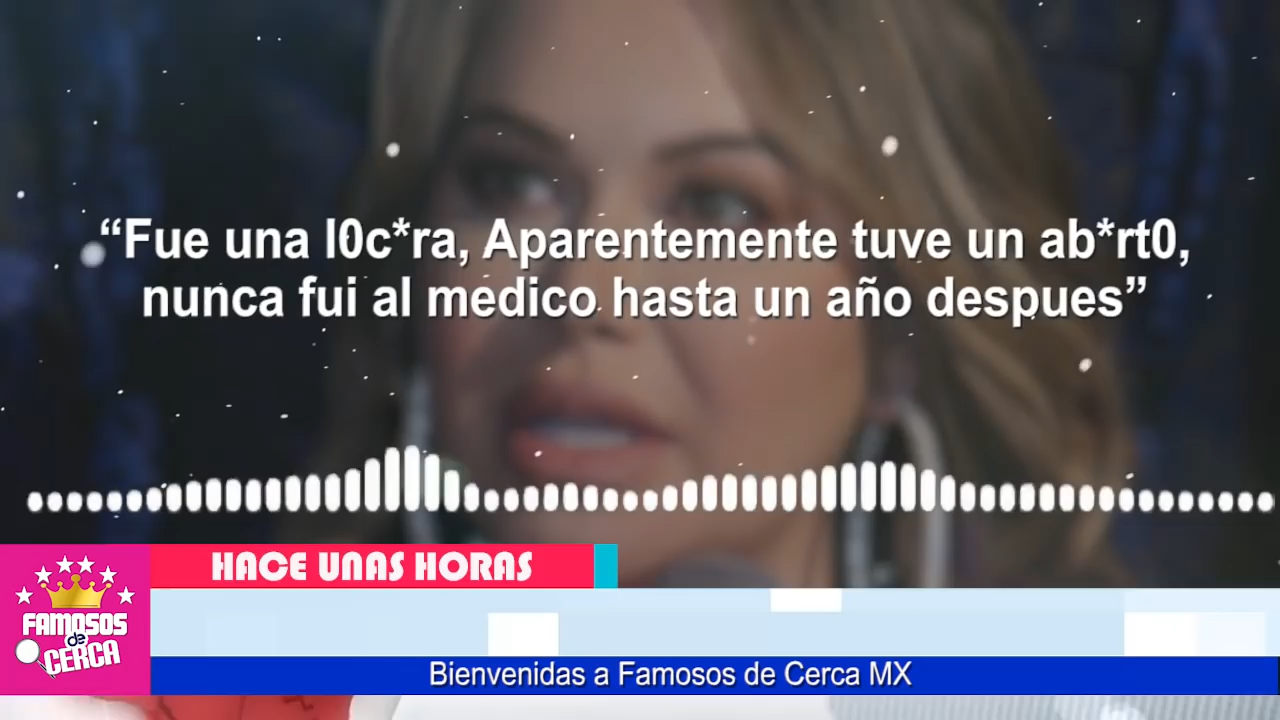 “Fue una l0c*ra, Aparentemente tuve un ab*rt0,
nunca fui al medico hasta un año despues”
HACE UNAS HORAS
FAMOSOS
de
CERCA
Bienvenidas a Famosos de Cerca MX